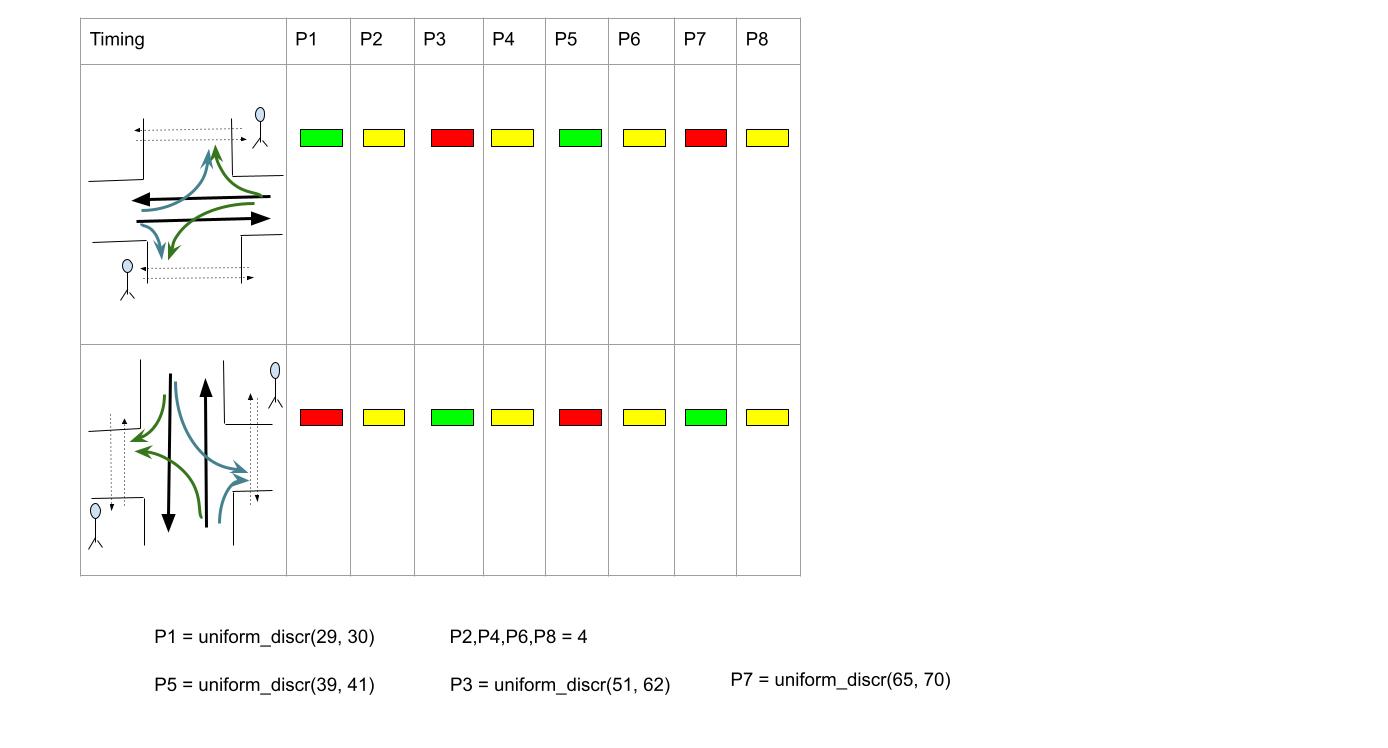 Timing P1 P2 P3 P4 P5 P6 P7 P8
P1 = uniform_discr(29, 30) P2,P4,P6,P8 = 4
P5 = uniform_discr(39, 41) P3 = uniform_discr(51, 62) P7 = uniform_discr(65, 70)